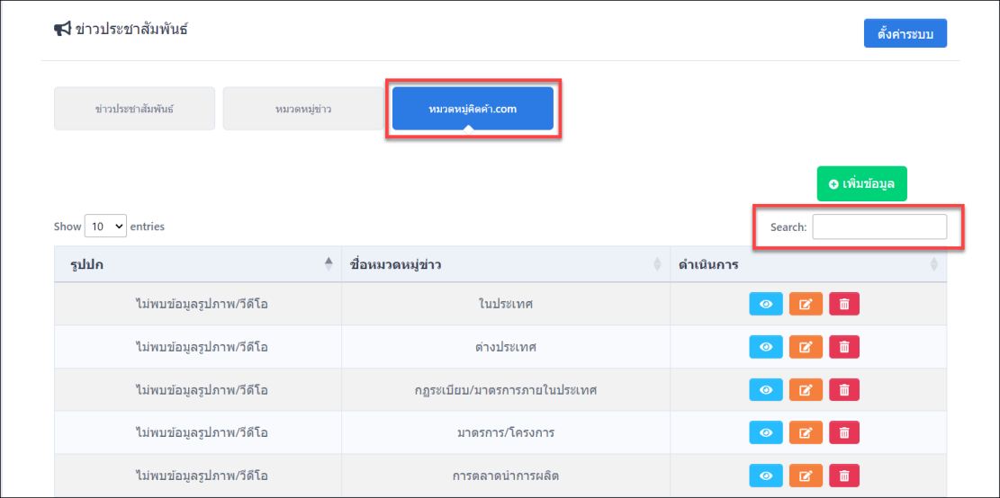 ข่าวประชาสัมพันธ์
ตั้งค่าระบบ
ข่าวประชาสัมพันธ์ หมวดหมู่ข่าว หมวดหมู่คิดค้า.com
เพิ่มข้อมูล
Show 10 entries Search:
รูปปก ชื่อหมวดหมู่ข่าว ดำเนินการ
ไม่พบข้อมูลรูปภาพ/วีดีโอ ในประเทศ
ไม่พบข้อมูลรูปภาพ/วีดีโอ ต่างประเทศ
ไม่พบข้อมูลรูปภาพ/วีดีโอ กฏระเบียบ/มาตรการภายในประเทศ
ไม่พบข้อมูลรูปภาพ/วีดีโอ มาตรการ/โครงการ
ไม่พบข้อมูลรูปภาพ/วีดีโอ การตลาดนำการผลิต